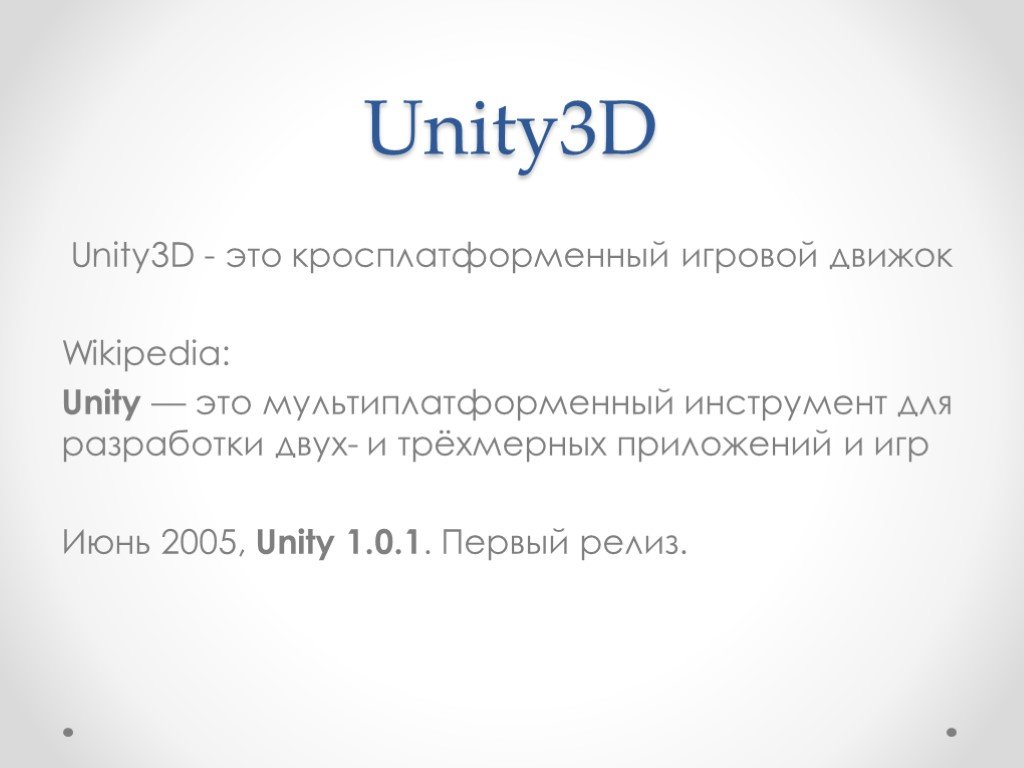 Unity3D
Unity3D - это кросплатформенный игровой движок
Wikipedia:
Unity — это мультиплатформенный инструмент для
разработки двух- и трёхмерных приложений и игр
Июнь 2005, Unity 1.0.1. Первый релиз.